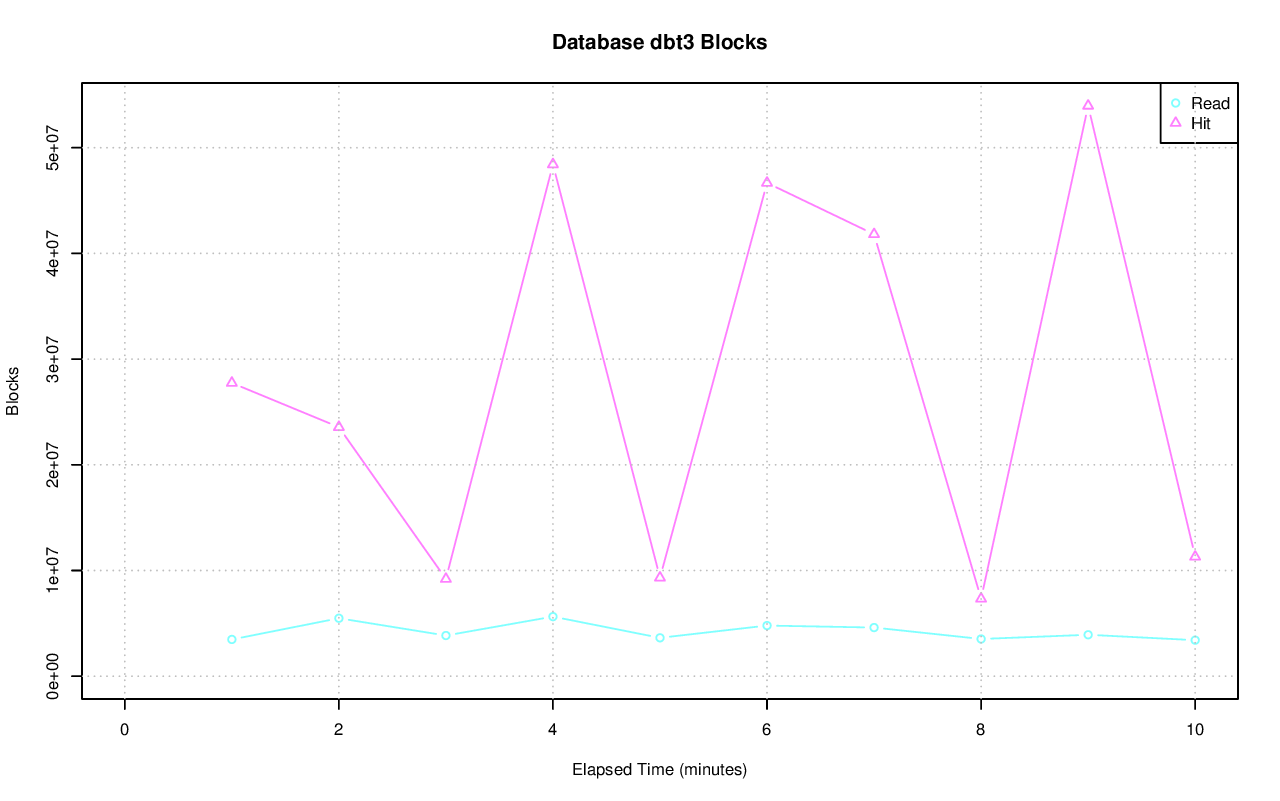 Database dbt3 Blocks
Read
Hit
5e+07
4e+07
3e+07
2e+07
1e+07
0e+00
Blocks
0 2 4 6 8 10
Elapsed Time (minutes)